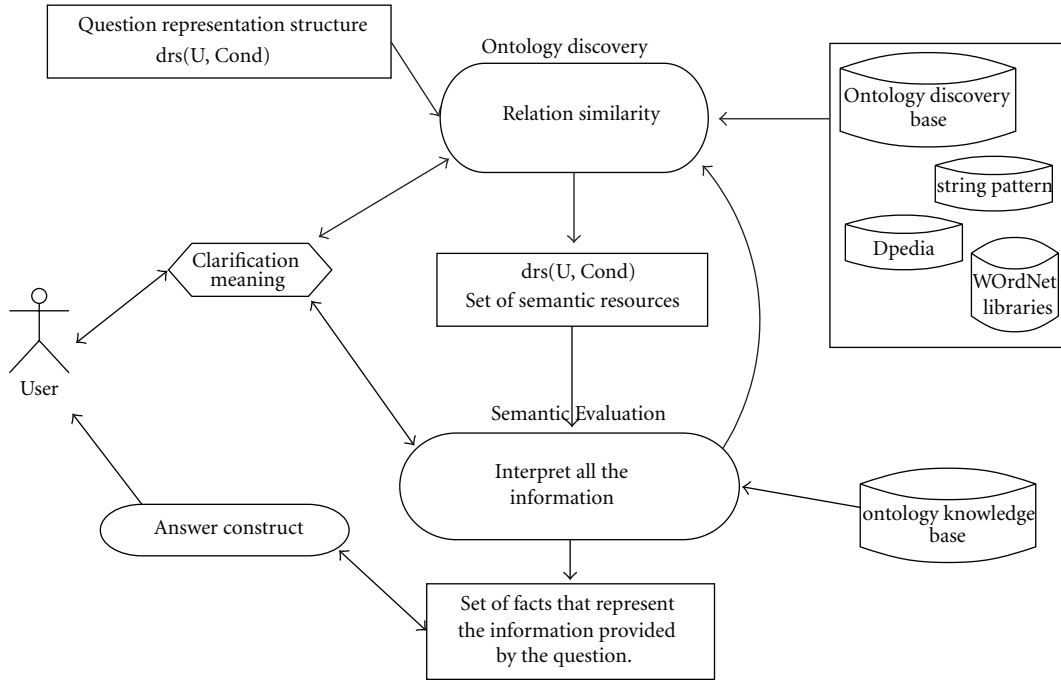 Question representation structure
drs(U, Cond)
Ontology discovery
Relation similarity
Ontology discovery
base
string pattern
Dpedia
WOrdNet
libraries
Clarification
meaning
drs(U, Cond)
Set of semantic resources
User
Semantic Evaluation
Interpret all the
information
ontology knowledge
base
Answer construct
Set of facts that represent
the information provided
by the question.